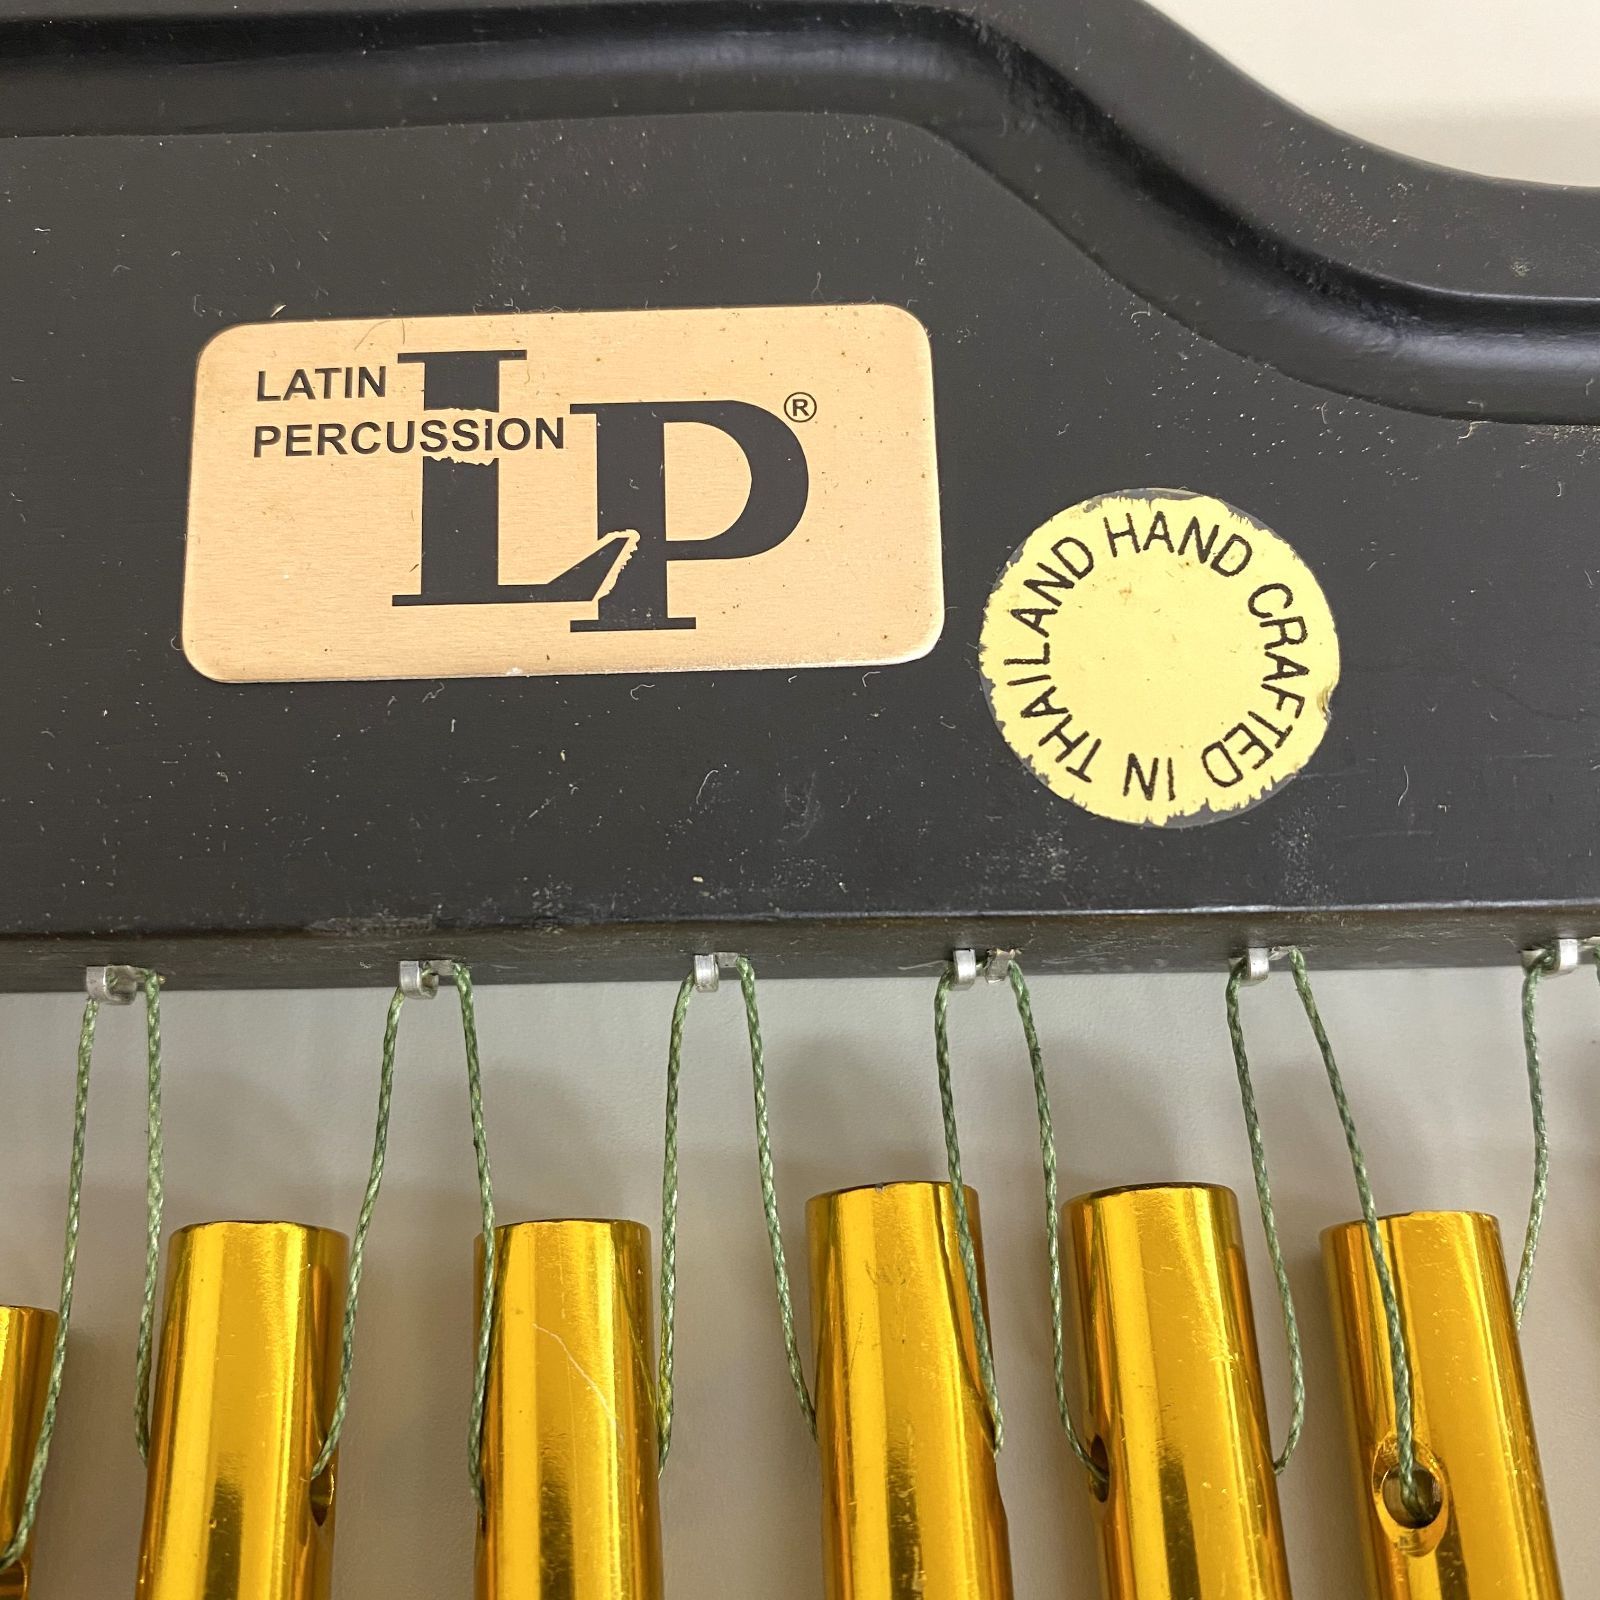 LATIN
PERCUSSION
LP®
HAND CRAFTED IN THAILAND